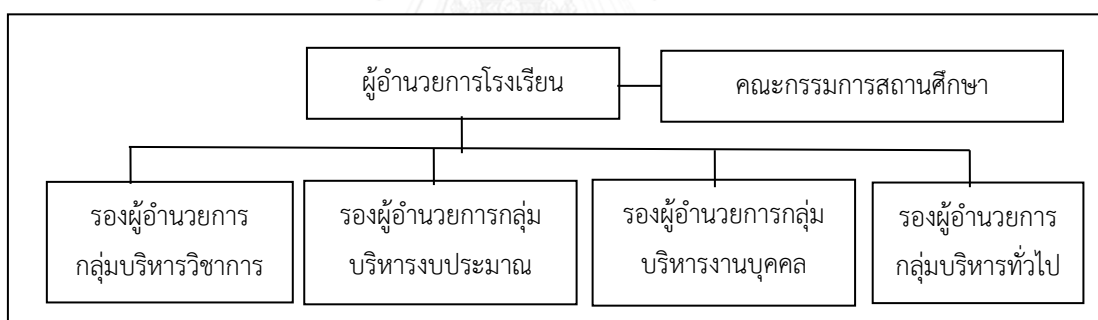 ผู้อำนวยการโรงเรียน
คณะกรรมการสถานศึกษา
รองผู้อำนวยการ
กลุ่มบริหารวิชาการ
รองผู้อำนวยการกลุ่ม
บริหารงบประมาณ
รองผู้อำนวยการกลุ่ม
บริหารงานบุคคล
รองผู้อำนวยการ
กลุ่มบริหารทั่วไป